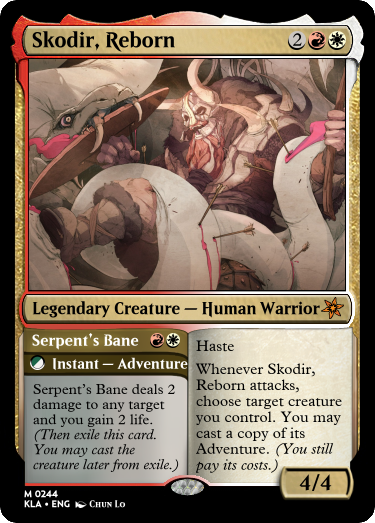 Skodir, Reborn 2
Legendary Creature — Human Warrior
Serpent's Bane
Instant — Adventure
Serpent's Bane deals 2
damage to any target
and you gain 2 life.
(Then exile this card.
You may cast the
creature later from exile.)
Haste
Whenever Skodir,
Reborn attacks,
choose target creature
you control. You may
cast a copy of its
Adventure. (You still
pay its costs.)
4/4
M 0244
KLA • ENG Chun Lo